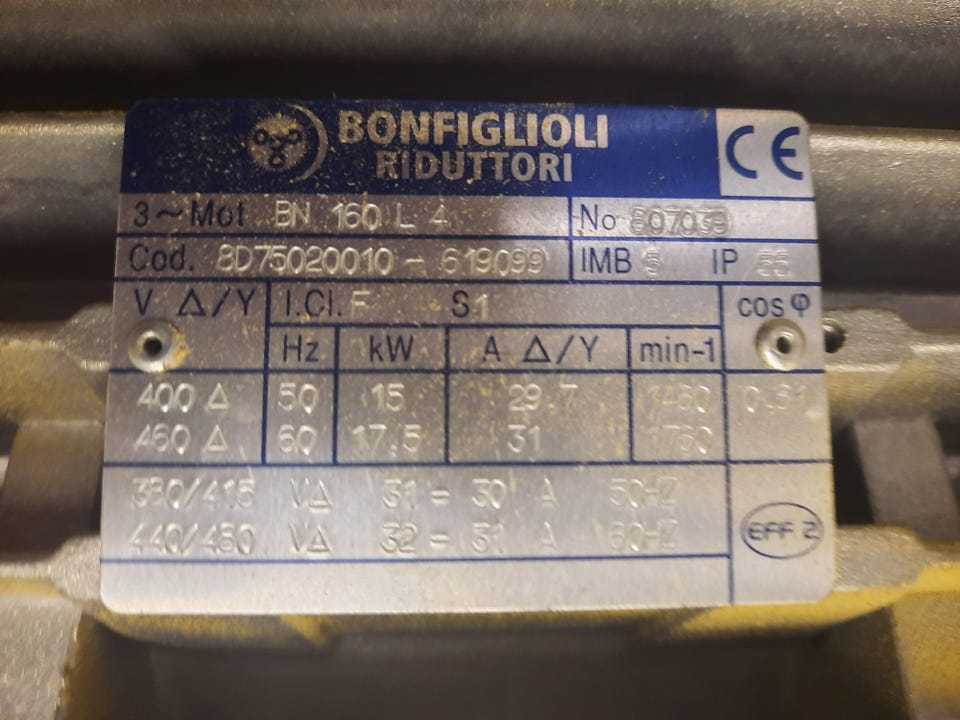 BONFIGLIOLI
RIDUTTORI
CE
3~Mot BN 160 L 4 No 807039
Cod. 8D75020010 - 619099 IMB 5 IP 55
V Δ/Y I.Cl. F S1 cos φ
Hz kW A Δ/Y min-1
400 Δ 50 15 29.7 1460 0.81
460 Δ 60 17.5 31 1760
380/415 VΔ 31 = 30 A 50HZ
440/480 VΔ 32 = 31 A 60HZ
EFF 2